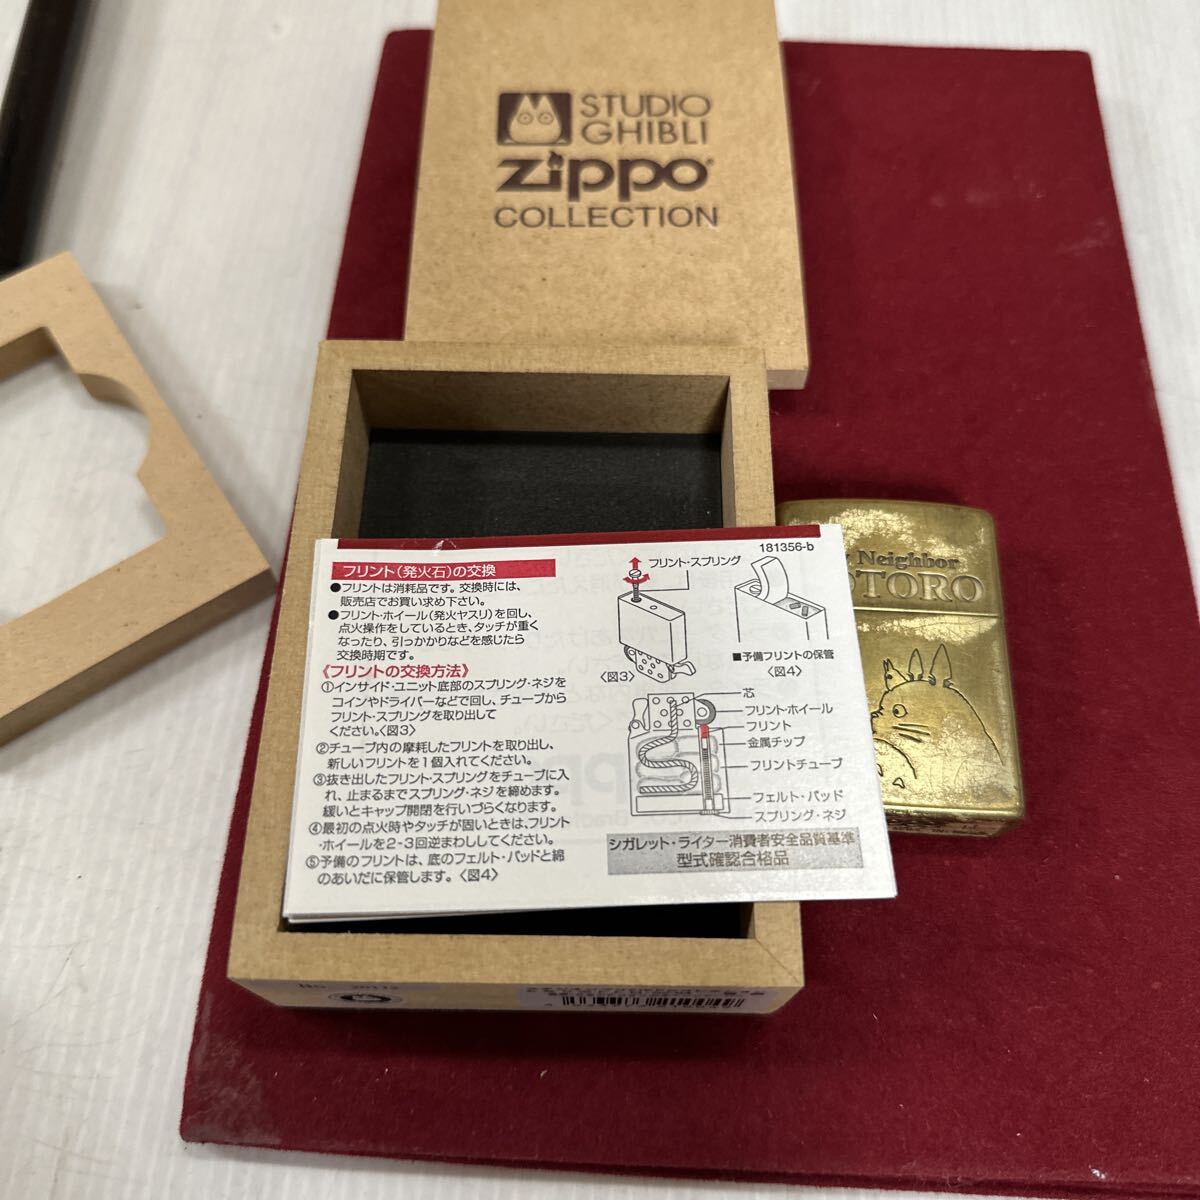 STUDIO
GHIBLI
zippo
COLLECTION
181356-b
フリント(発火石)の交換
●フリントは消耗品です。交換時には、
販売店でお買い求め下さい。
●フリント・ホイール(発火ヤスリ)を回し、
点火操作をしているとき、タッチが重く
なったり、引っかかりなどを感じたら
交換時期です。
《フリントの交換方法》
①インサイド・ユニット底部のスプリング・ネジを
コインやドライバーなどで回し、チューブから
フリント・スプリングを取り出して
ください。〈図3〉
②チューブ内の摩耗したフリントを取り出し、
新しいフリントを1個入れてください。
③抜き出したフリント・スプリングをチューブに入
れ、止まるまでスプリング・ネジを締めます。
緩いとキャップ開閉を行いづらくなります。
④最初の点火時やタッチが固いときは、フリント
・ホイールを2-3回逆まわししてください。
⑤予備のフリントは、底のフェルト・パッドと綿
のあいだに保管します。〈図4〉
フリント・スプリング
〈図3〉
■予備フリントの保管
〈図4〉
芯
フリント・ホイール
フリント
金属チップ
フリントチューブ
フェルト・パッド
スプリング・ネジ
シガレット・ライター消費者安全品質基準
型式確認合格品
Neighbor
OTORO